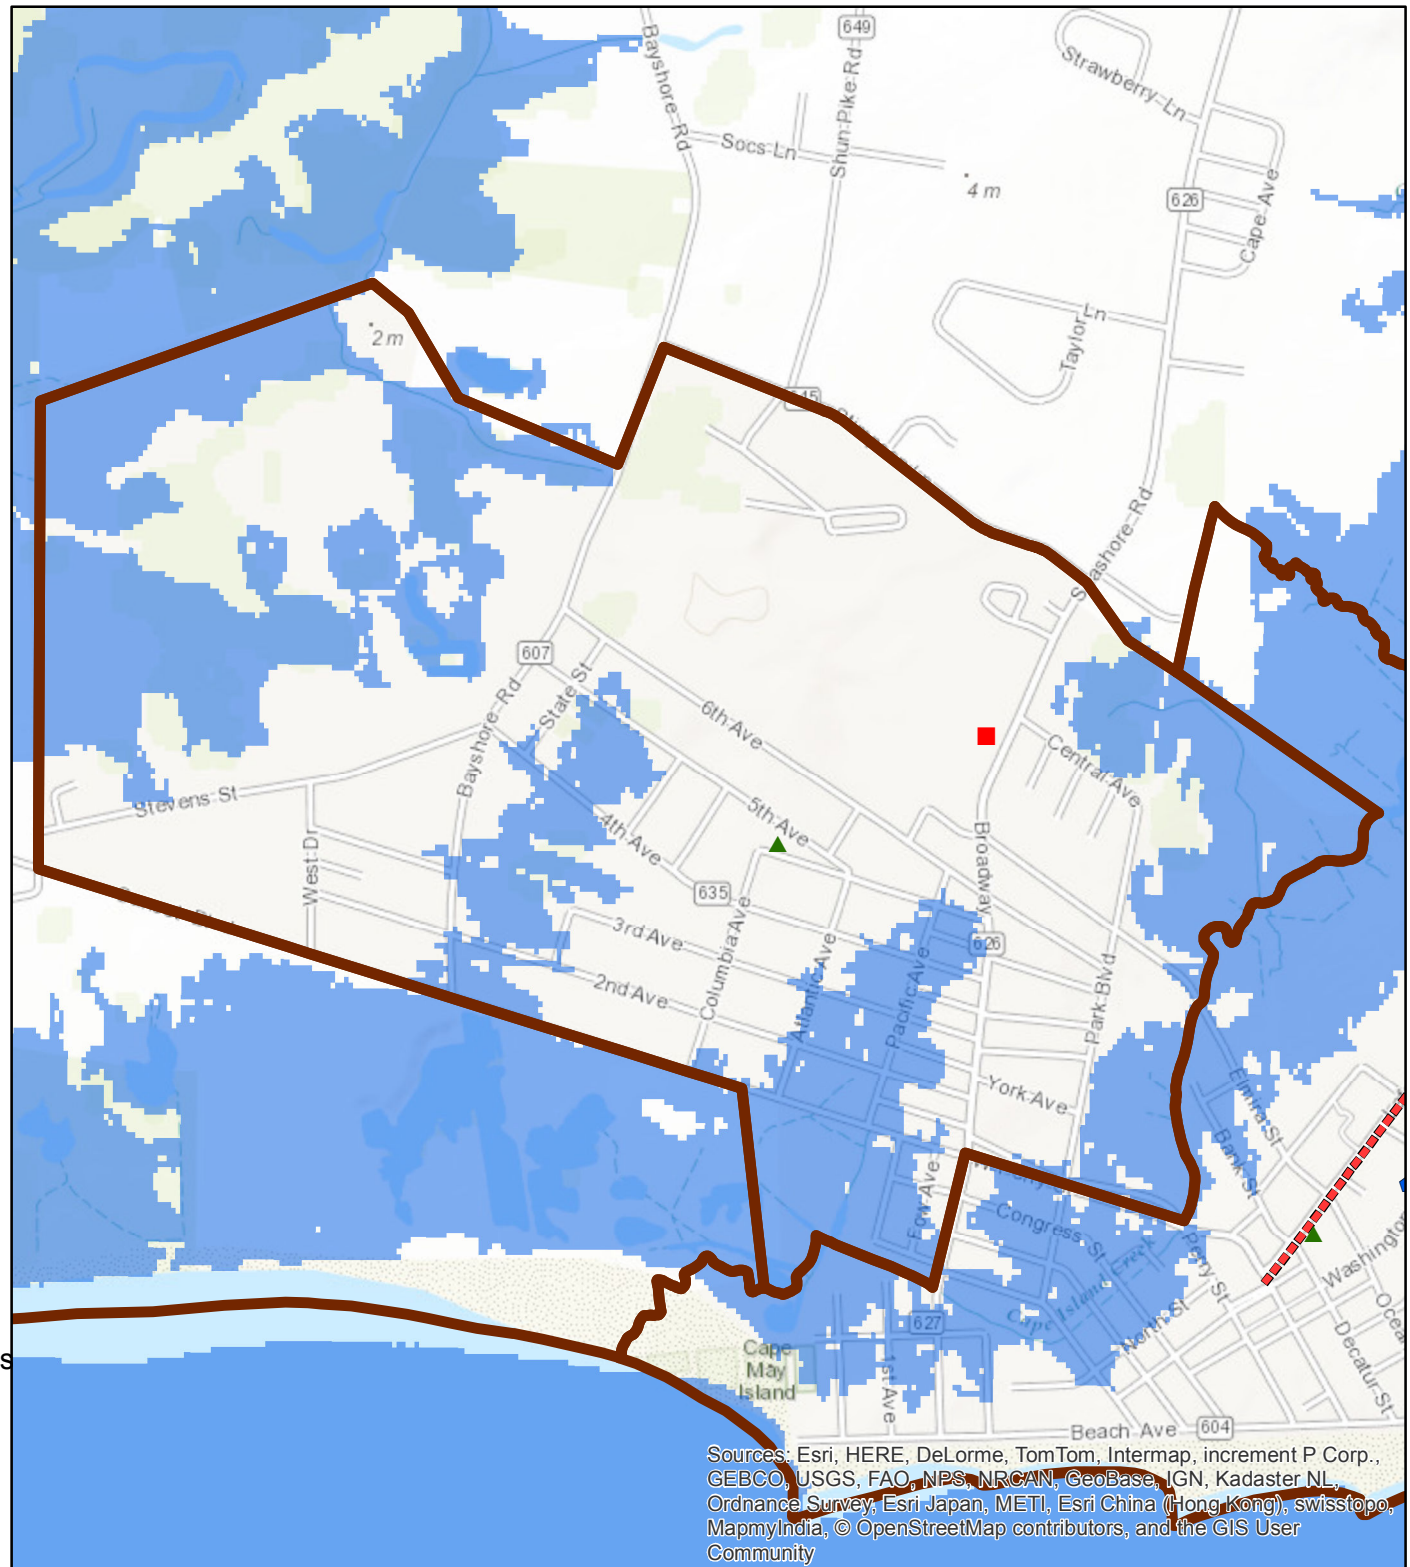 649
Bayshore Rd
Shun Pike Rd
Strawberry Ln
Socs Ln
4 m
626
Cape Ave
2 m
Ln
Taylor
Seashore Rd
607
State St
6th Ave
Bayshore Rd
Central Ave
Stevens St
5th Ave
4th Ave
West Dr
Broadway
635
3rd Ave
626
Columbia Ave
Atlantic Ave
Pacific Ave
2nd Ave
Park Blvd
York Ave
Elmira St
Bank St
Congress St
Perry St
Washington
Cape Island Creek
North St
627
Ocea
S
Cape
May
Island
1st Ave
Decatur St
Beach Ave
604
Sources: Esri, HERE, DeLorme, TomTom, Intermap, increment P Corp.,
GEBCO, USGS, FAO, NPS, NRCAN, GeoBase, IGN, Kadaster NL,
Ordnance Survey, Esri Japan, METI, Esri China (Hong Kong), swisstopo,
MapmyIndia, © OpenStreetMap contributors, and the GIS User
Community